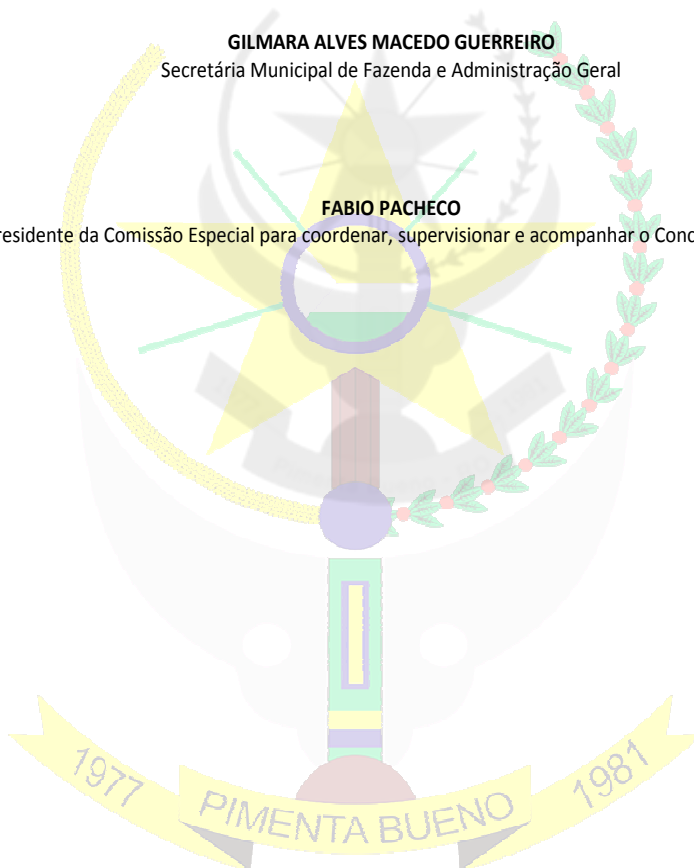 GILMARA ALVES MACEDO GUERREIRO
Secretária Municipal de Fazenda e Administração Geral
FABIO PACHECO
residente da Comissão Especial para coordenar, supervisionar e acompanhar o Conc
1977 PIMENTA BUENO 1981